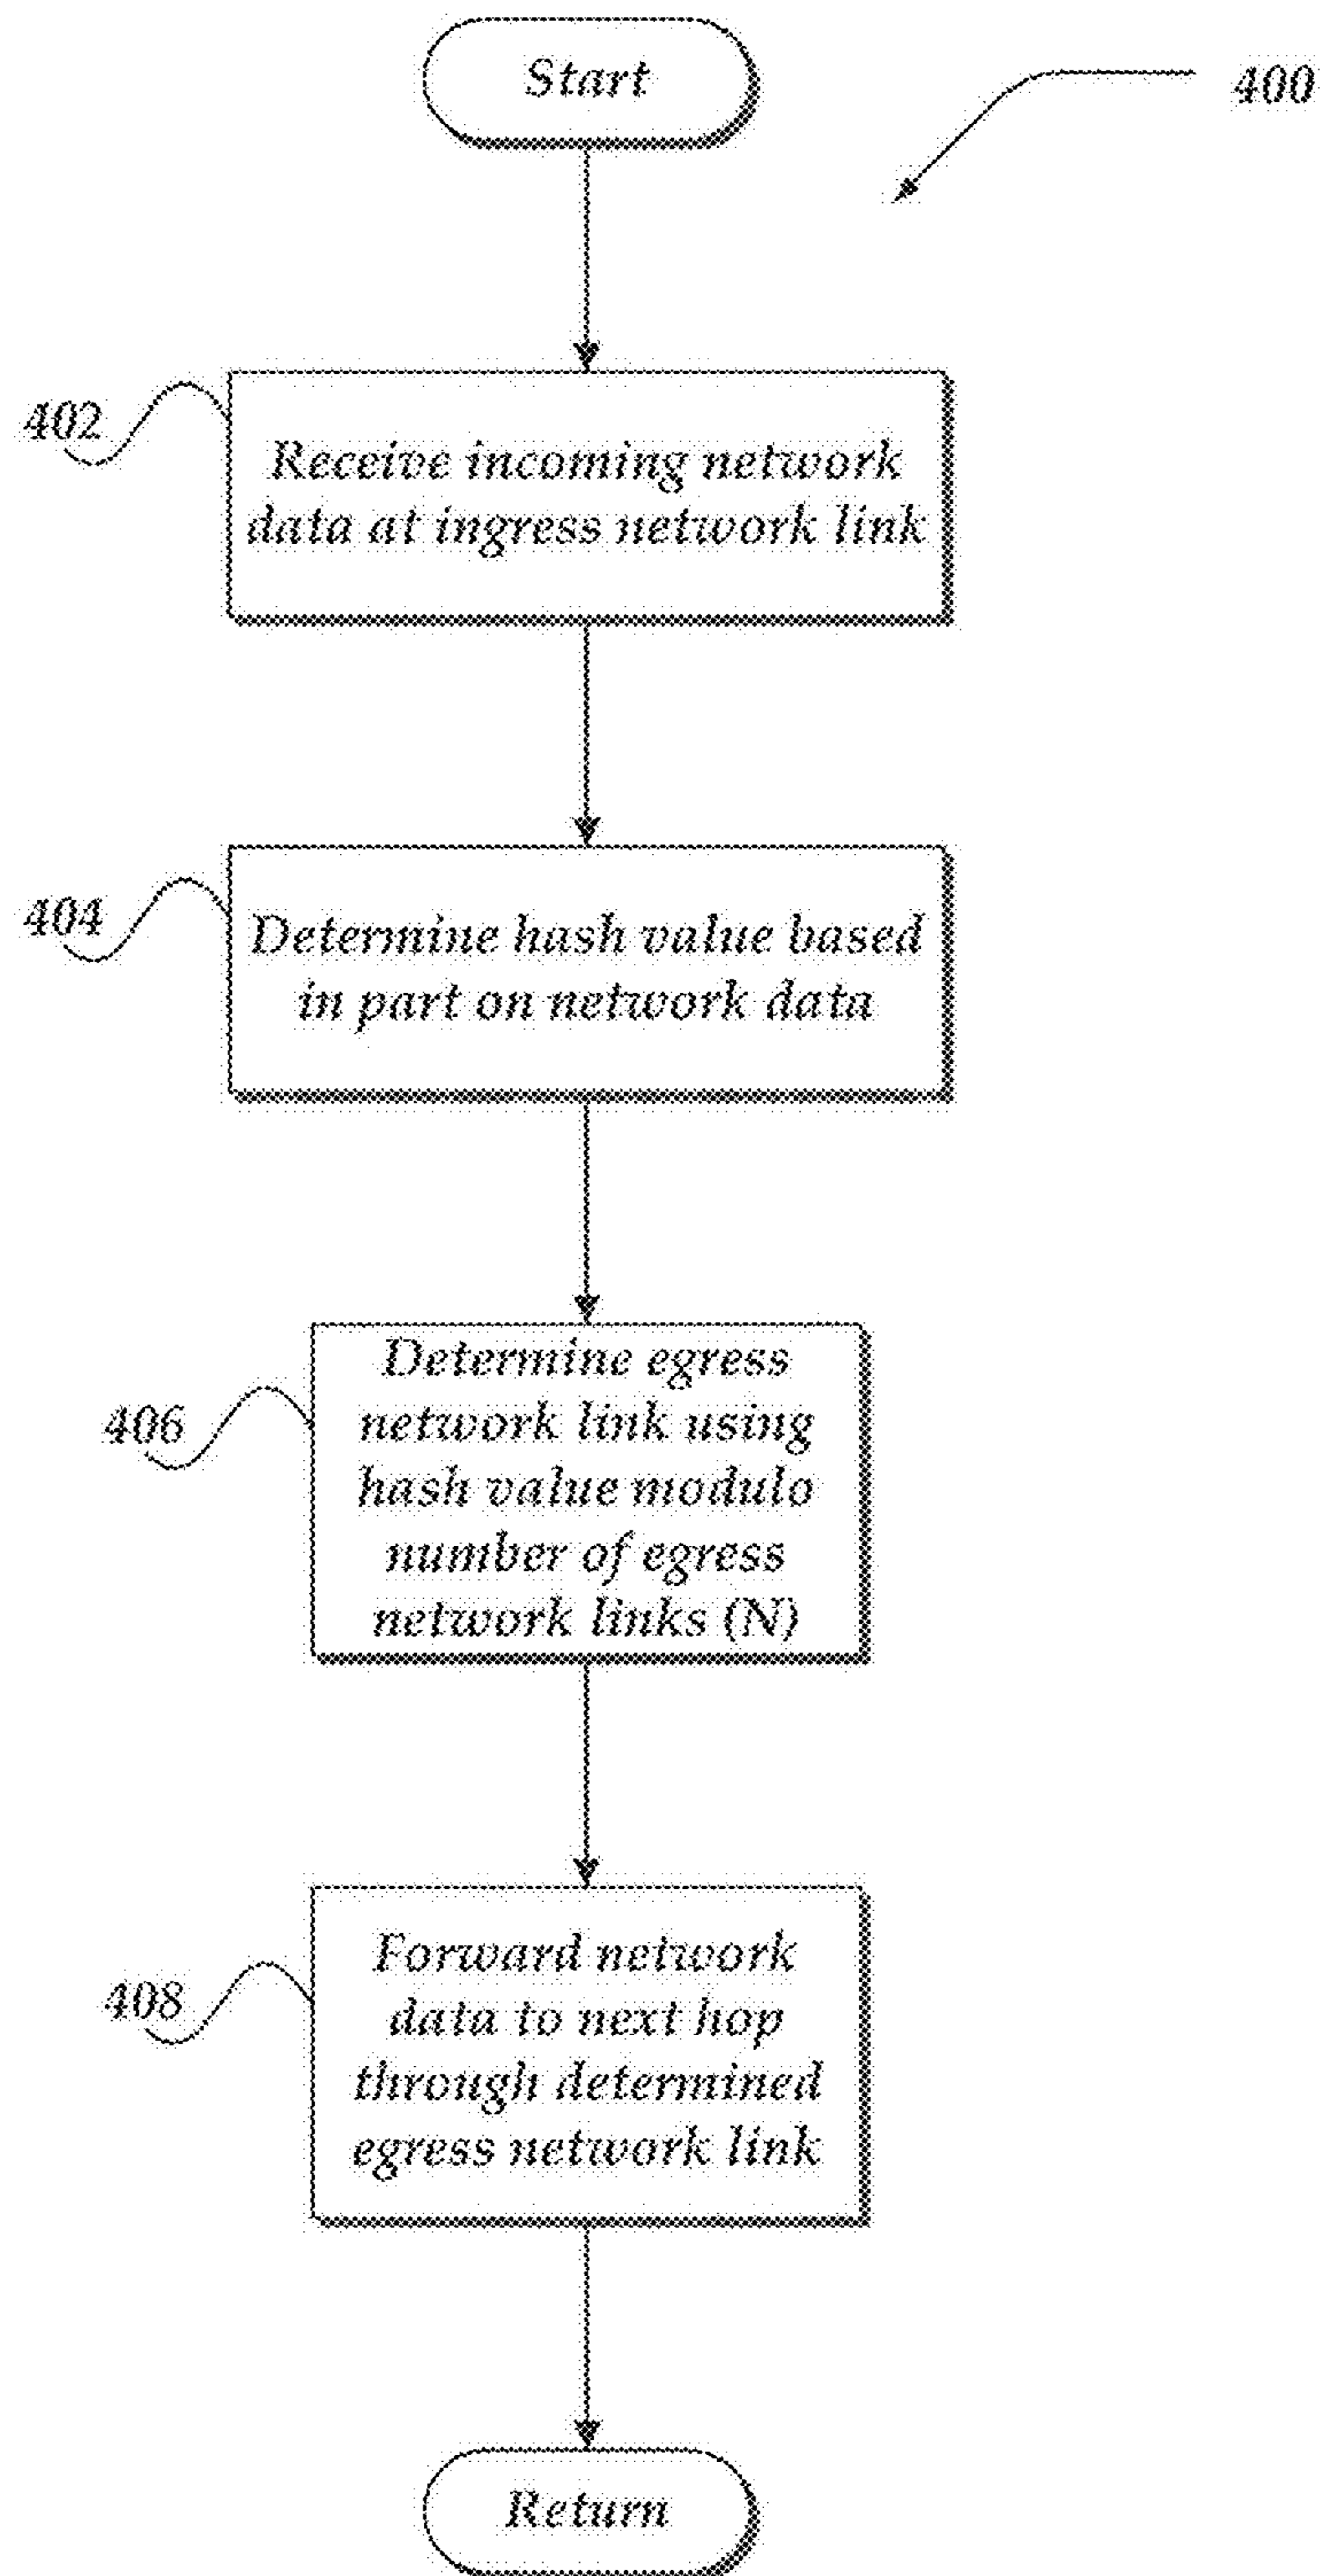 Start
400
402
Receive incoming network
data at ingress network link
404
Determine hash value based
in part on network data
406
Determine egress
network link using
hash value modulo
number of egress
network links (N)
408
Forward network
data to next hop
through determined
egress network link
Return